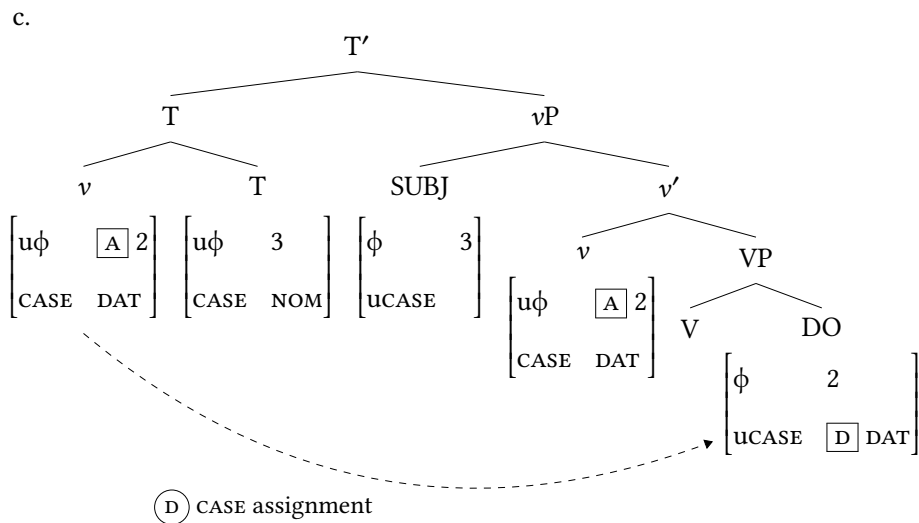 c.
T′
T vP
v T SUBJ v′
[uϕ A 2] [uϕ 3] [ϕ 3] v VP
[CASE DAT] [CASE NOM] [uCASE] [uϕ A 2] V DO
[CASE DAT] [ϕ 2]
[uCASE D DAT]
D CASE assignment